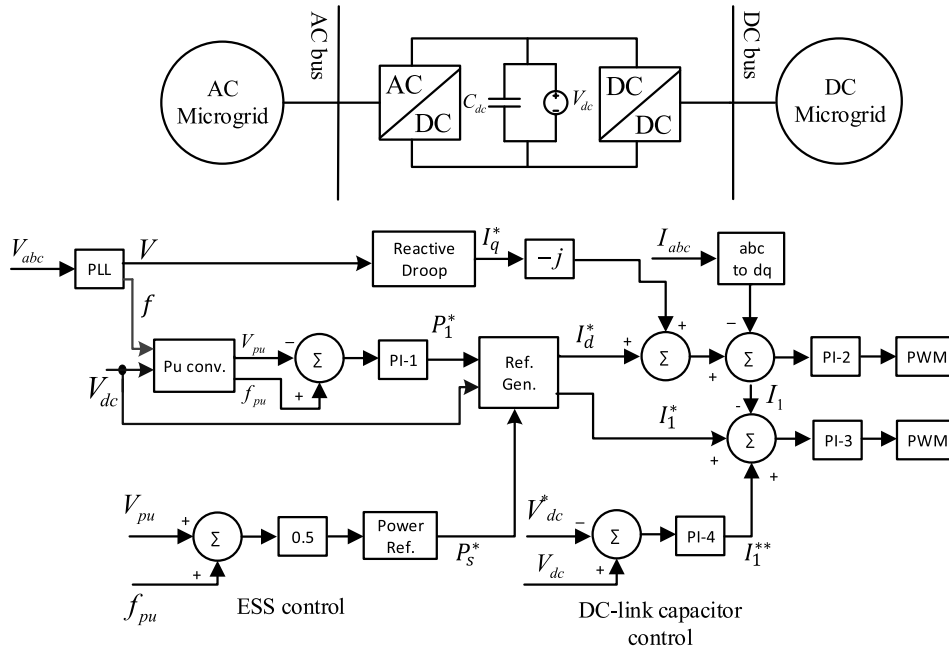 AC bus
DC bus
AC
Microgrid
AC
DC
C_dc
V_dc
DC
DC
DC
Microgrid
V_abc
PLL
V
Reactive
Droop
I_q^*
-j
I_abc
abc
to dq
f
V_dc
Pu conv.
V_pu
f_pu
−
+
Σ
PI-1
P_1^*
Ref.
Gen.
I_d^*
+
+
Σ
−
+
Σ
PI-2
PWM
I_1
I_1^*
-
+
+
Σ
PI-3
PWM
V_pu
+
Σ
+
f_pu
0.5
Power
Ref.
P_s^*
ESS control
V_dc^*
−
Σ
+
V_dc
PI-4
I_1^**
DC-link capacitor
control